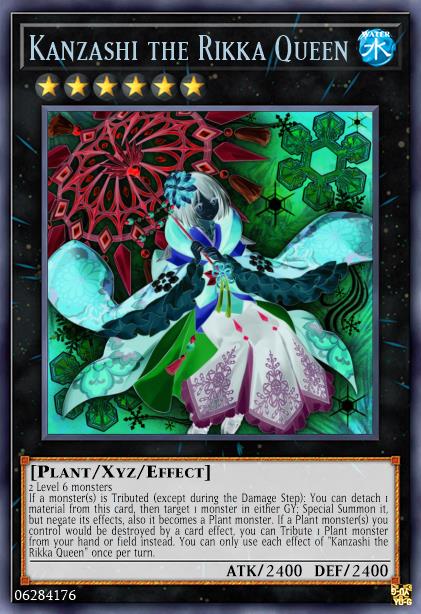 Kanzashi the Rikka Queen
WATER
水
[Plant/Xyz/Effect]
2 Level 6 monsters
If a monster(s) is Tributed (except during the Damage Step): You can detach 1
material from this card, then target 1 monster in either GY; Special Summon it,
but negate its effects, also it becomes a Plant monster. If a Plant monster(s) you
control would be destroyed by a card effect, you can Tribute 1 Plant monster
from your hand or field instead. You can only use each effect of "Kanzashi the
Rikka Queen" once per turn.
ATK/2400 DEF/2400
06284176